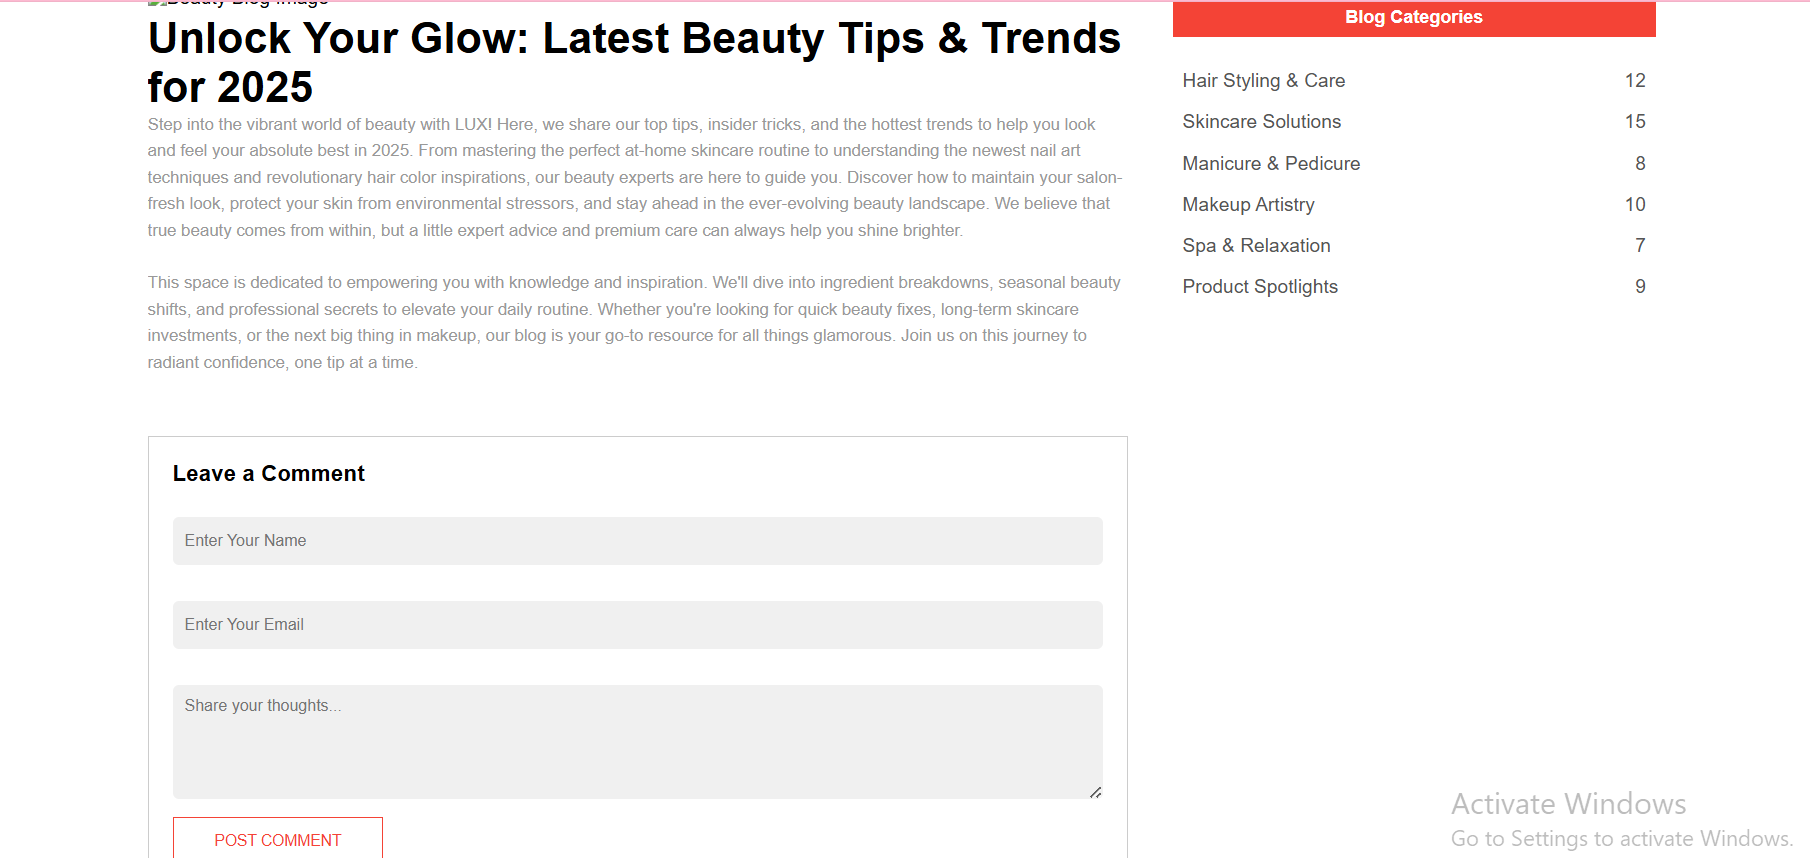 Beauty Blog Image
Unlock Your Glow: Latest Beauty Tips & Trends
for 2025
Step into the vibrant world of beauty with LUX! Here, we share our top tips, insider tricks, and the hottest trends to help you look
and feel your absolute best in 2025. From mastering the perfect at-home skincare routine to understanding the newest nail art
techniques and revolutionary hair color inspirations, our beauty experts are here to guide you. Discover how to maintain your salon-
fresh look, protect your skin from environmental stressors, and stay ahead in the ever-evolving beauty landscape. We believe that
true beauty comes from within, but a little expert advice and premium care can always help you shine brighter.
This space is dedicated to empowering you with knowledge and inspiration. We'll dive into ingredient breakdowns, seasonal beauty
shifts, and professional secrets to elevate your daily routine. Whether you're looking for quick beauty fixes, long-term skincare
investments, or the next big thing in makeup, our blog is your go-to resource for all things glamorous. Join us on this journey to
radiant confidence, one tip at a time.
Leave a Comment
Enter Your Name
Enter Your Email
Share your thoughts...
POST COMMENT
Blog Categories
Hair Styling & Care 12
Skincare Solutions 15
Manicure & Pedicure 8
Makeup Artistry 10
Spa & Relaxation 7
Product Spotlights 9
Activate Windows
Go to Settings to activate Windows.